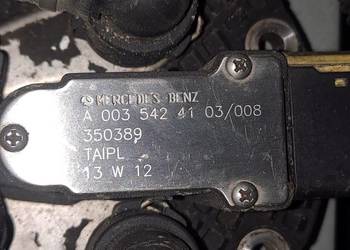 MERCEDES-BENZ
A 003 542 41 03/008
350389
TAIPL
13 W 12